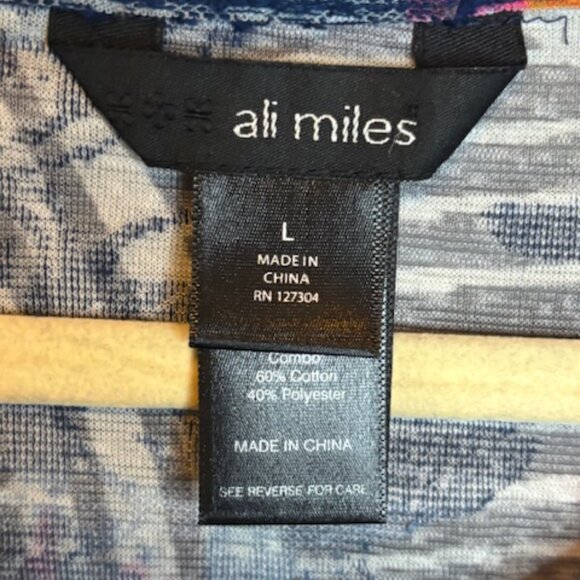 ali miles
L
MADE IN
CHINA
RN 127304
Combo:
60% Cotton
40% Polyester
MADE IN CHINA
SEE REVERSE FOR CARE